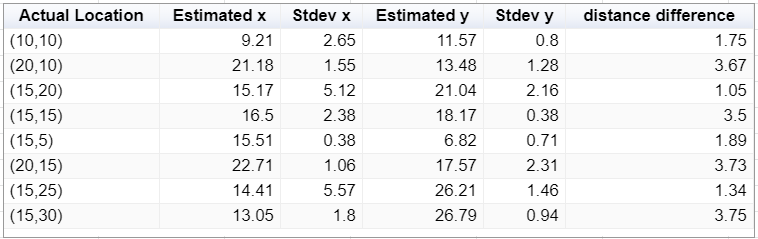 Actual Location Estimated x Stdev x Estimated y Stdev y distance difference
(10,10) 9.21 2.65 11.57 0.8 1.75
(20,10) 21.18 1.55 13.48 1.28 3.67
(15,20) 15.17 5.12 21.04 2.16 1.05
(15,15) 16.5 2.38 18.17 0.38 3.5
(15,5) 15.51 0.38 6.82 0.71 1.89
(20,15) 22.71 1.06 17.57 2.31 3.73
(15,25) 14.41 5.57 26.21 1.46 1.34
(15,30) 13.05 1.8 26.79 0.94 3.75